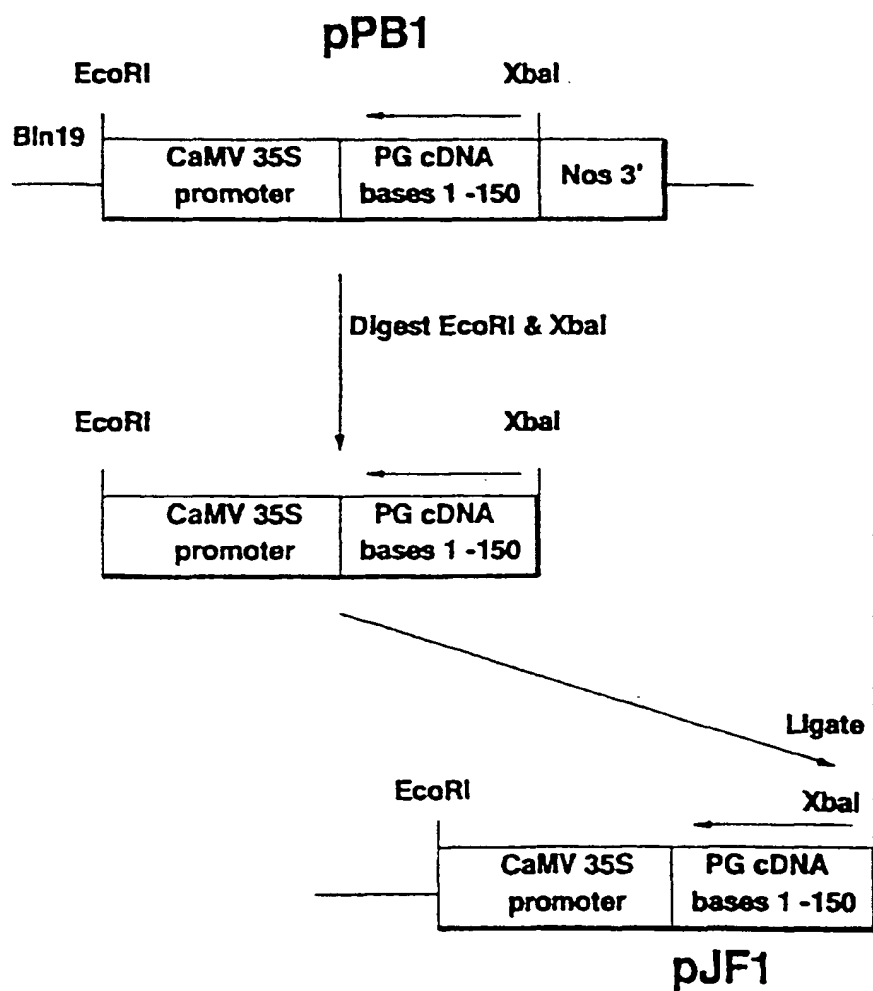 pPB1
EcoRI XbaI
Bin19
CaMV 35S PG cDNA Nos 3'
promoter bases 1 -150
Digest EcoRI & XbaI
EcoRI XbaI
CaMV 35S PG cDNA
promoter bases 1 -150
Ligate
EcoRI XbaI
CaMV 35S PG cDNA
promoter bases 1 -150
pJF1